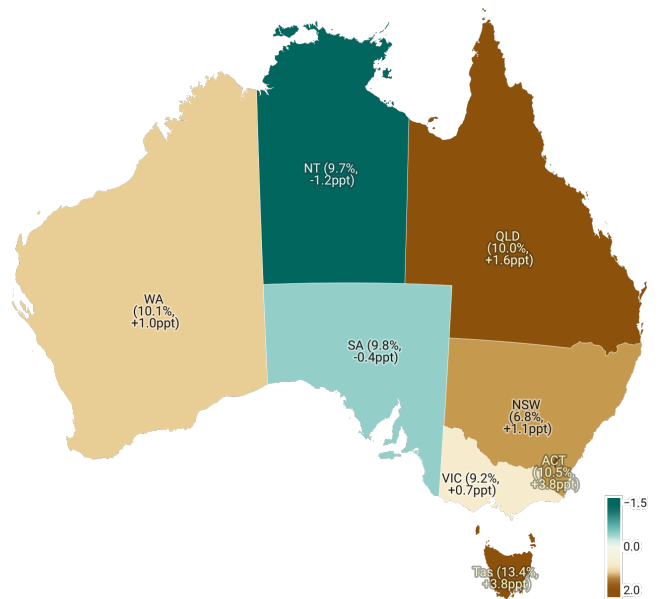 NT (9.7%,
-1.2ppt)
QLD
(10.0%,
+1.6ppt)
WA
(10.1%,
+1.0ppt)
SA (9.8%,
-0.4ppt)
NSW
(6.8%,
+1.1ppt)
ACT
(10.5%,
+3.8ppt)
VIC (9.2%,
+0.7ppt)
Tas (13.4%,
+3.8ppt)
−1.5
0.0
2.0